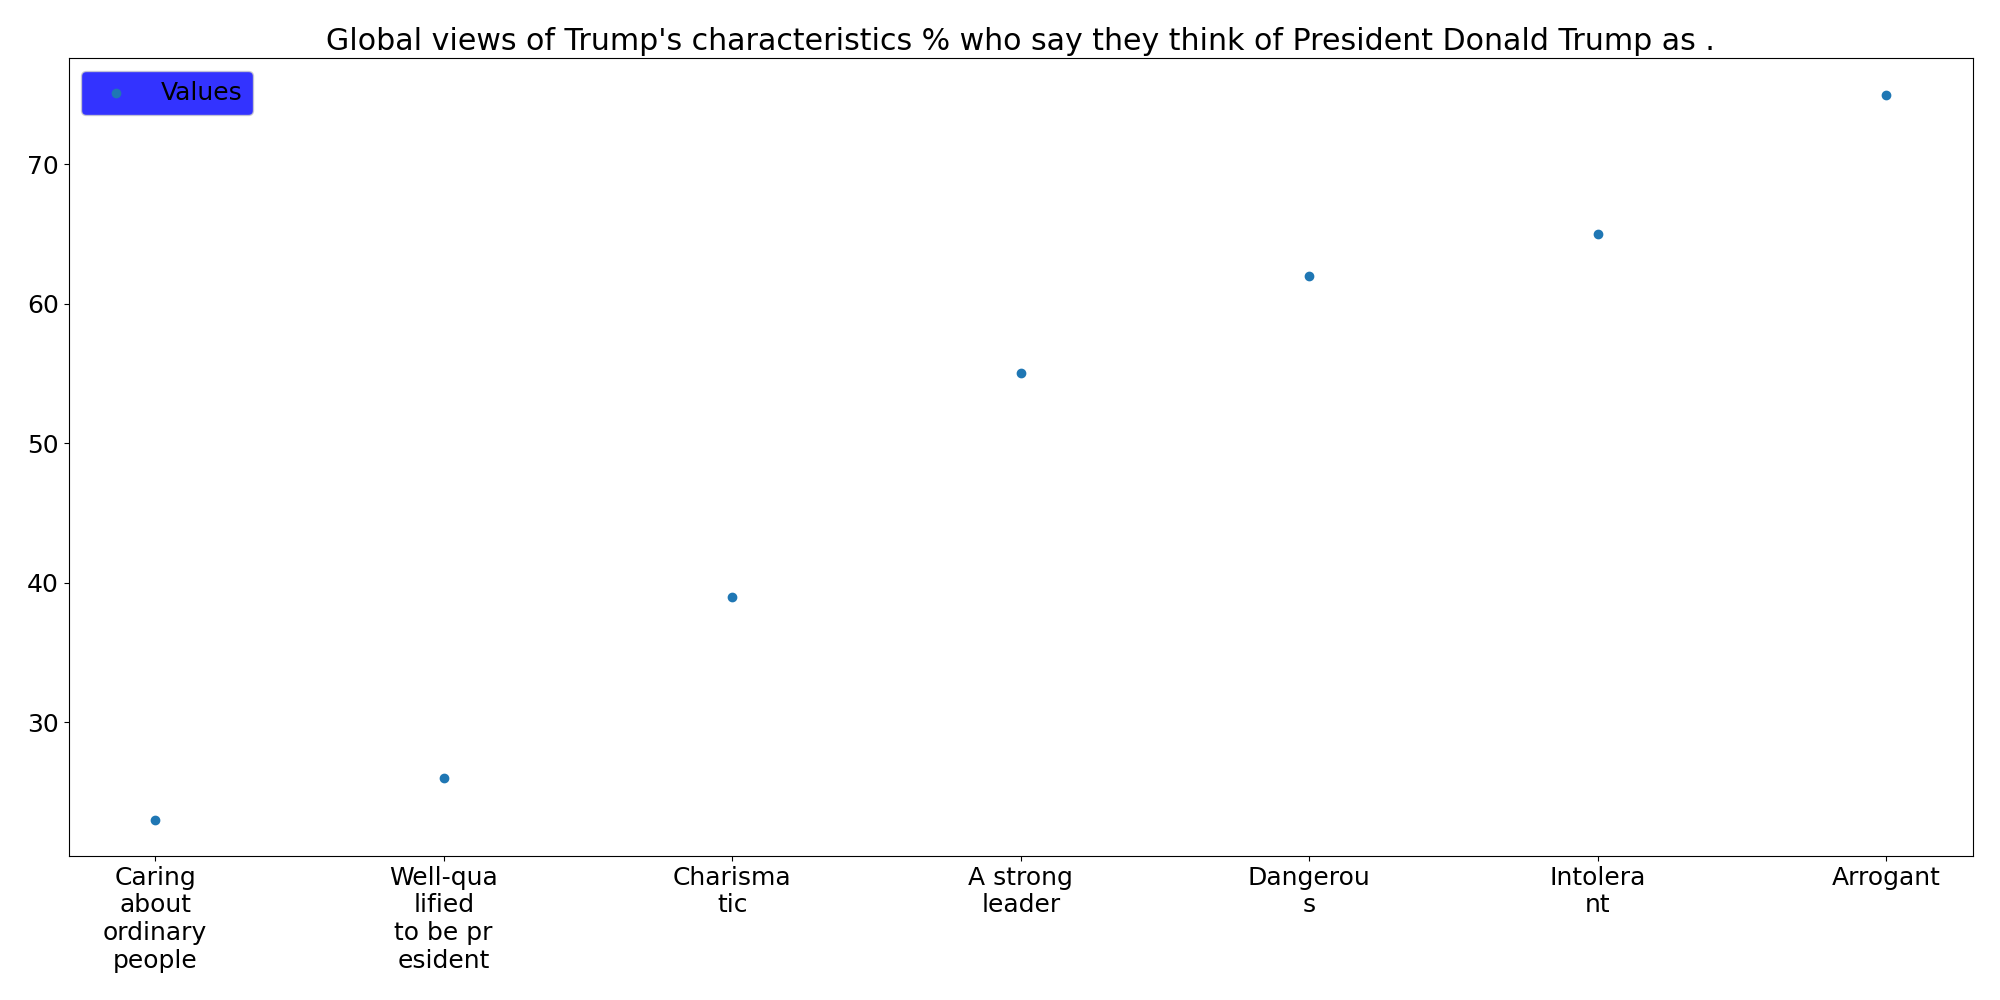 Global views of Trump's characteristics % who say they think of President Donald Trump as .
Values
70
60
50
40
30
Caring
about
ordinary
people
Well-qua
lified
to be pr
esident
Charisma
tic
A strong
leader
Dangerou
s
Intolera
nt
Arrogant